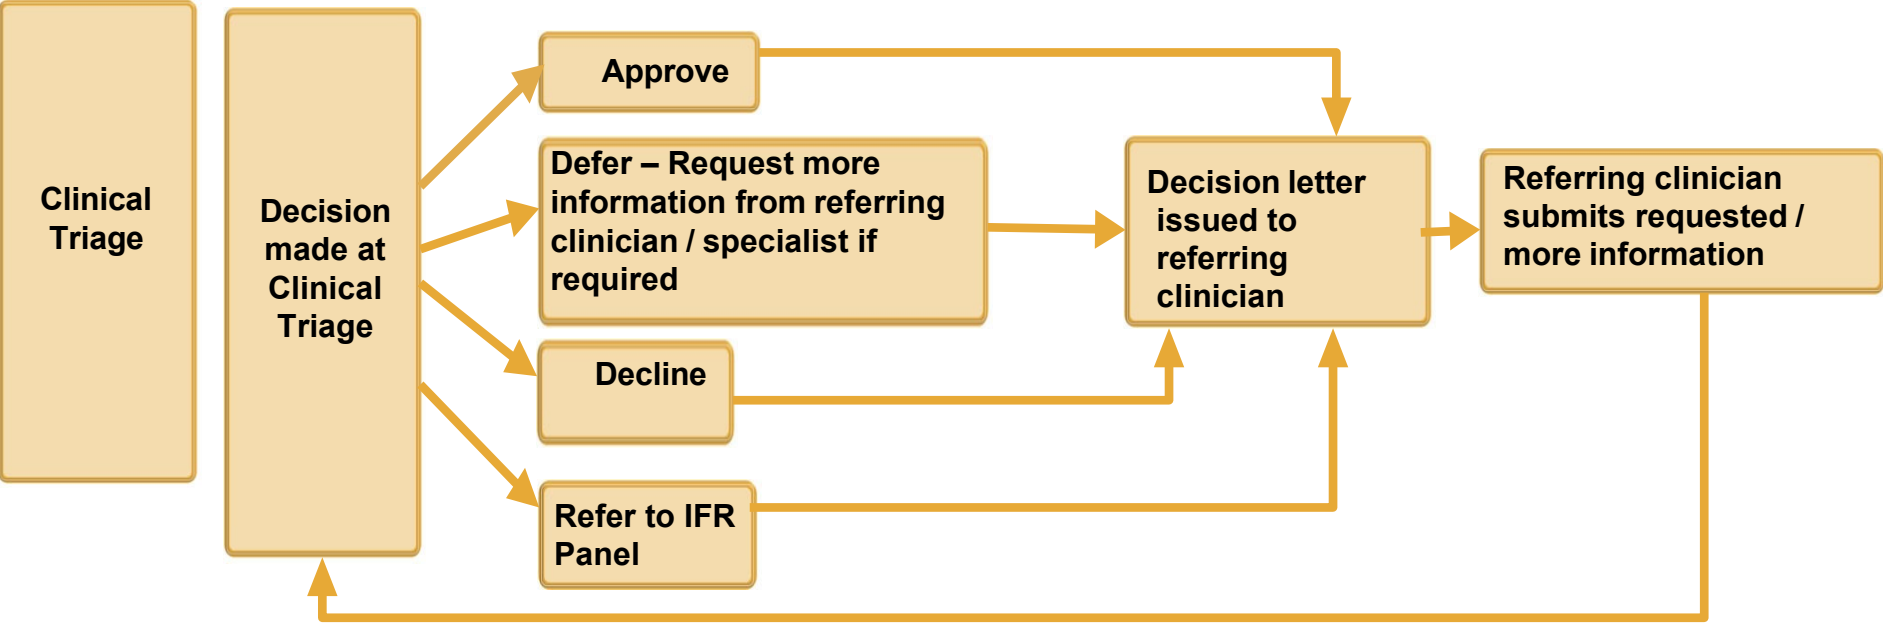 Clinical
Triage
Decision
made at
Clinical
Triage
Approve
Defer – Request more
information from referring
clinician / specialist if
required
Decline
Refer to IFR
Panel
Decision letter
issued to
referring
clinician
Referring clinician
submits requested /
more information